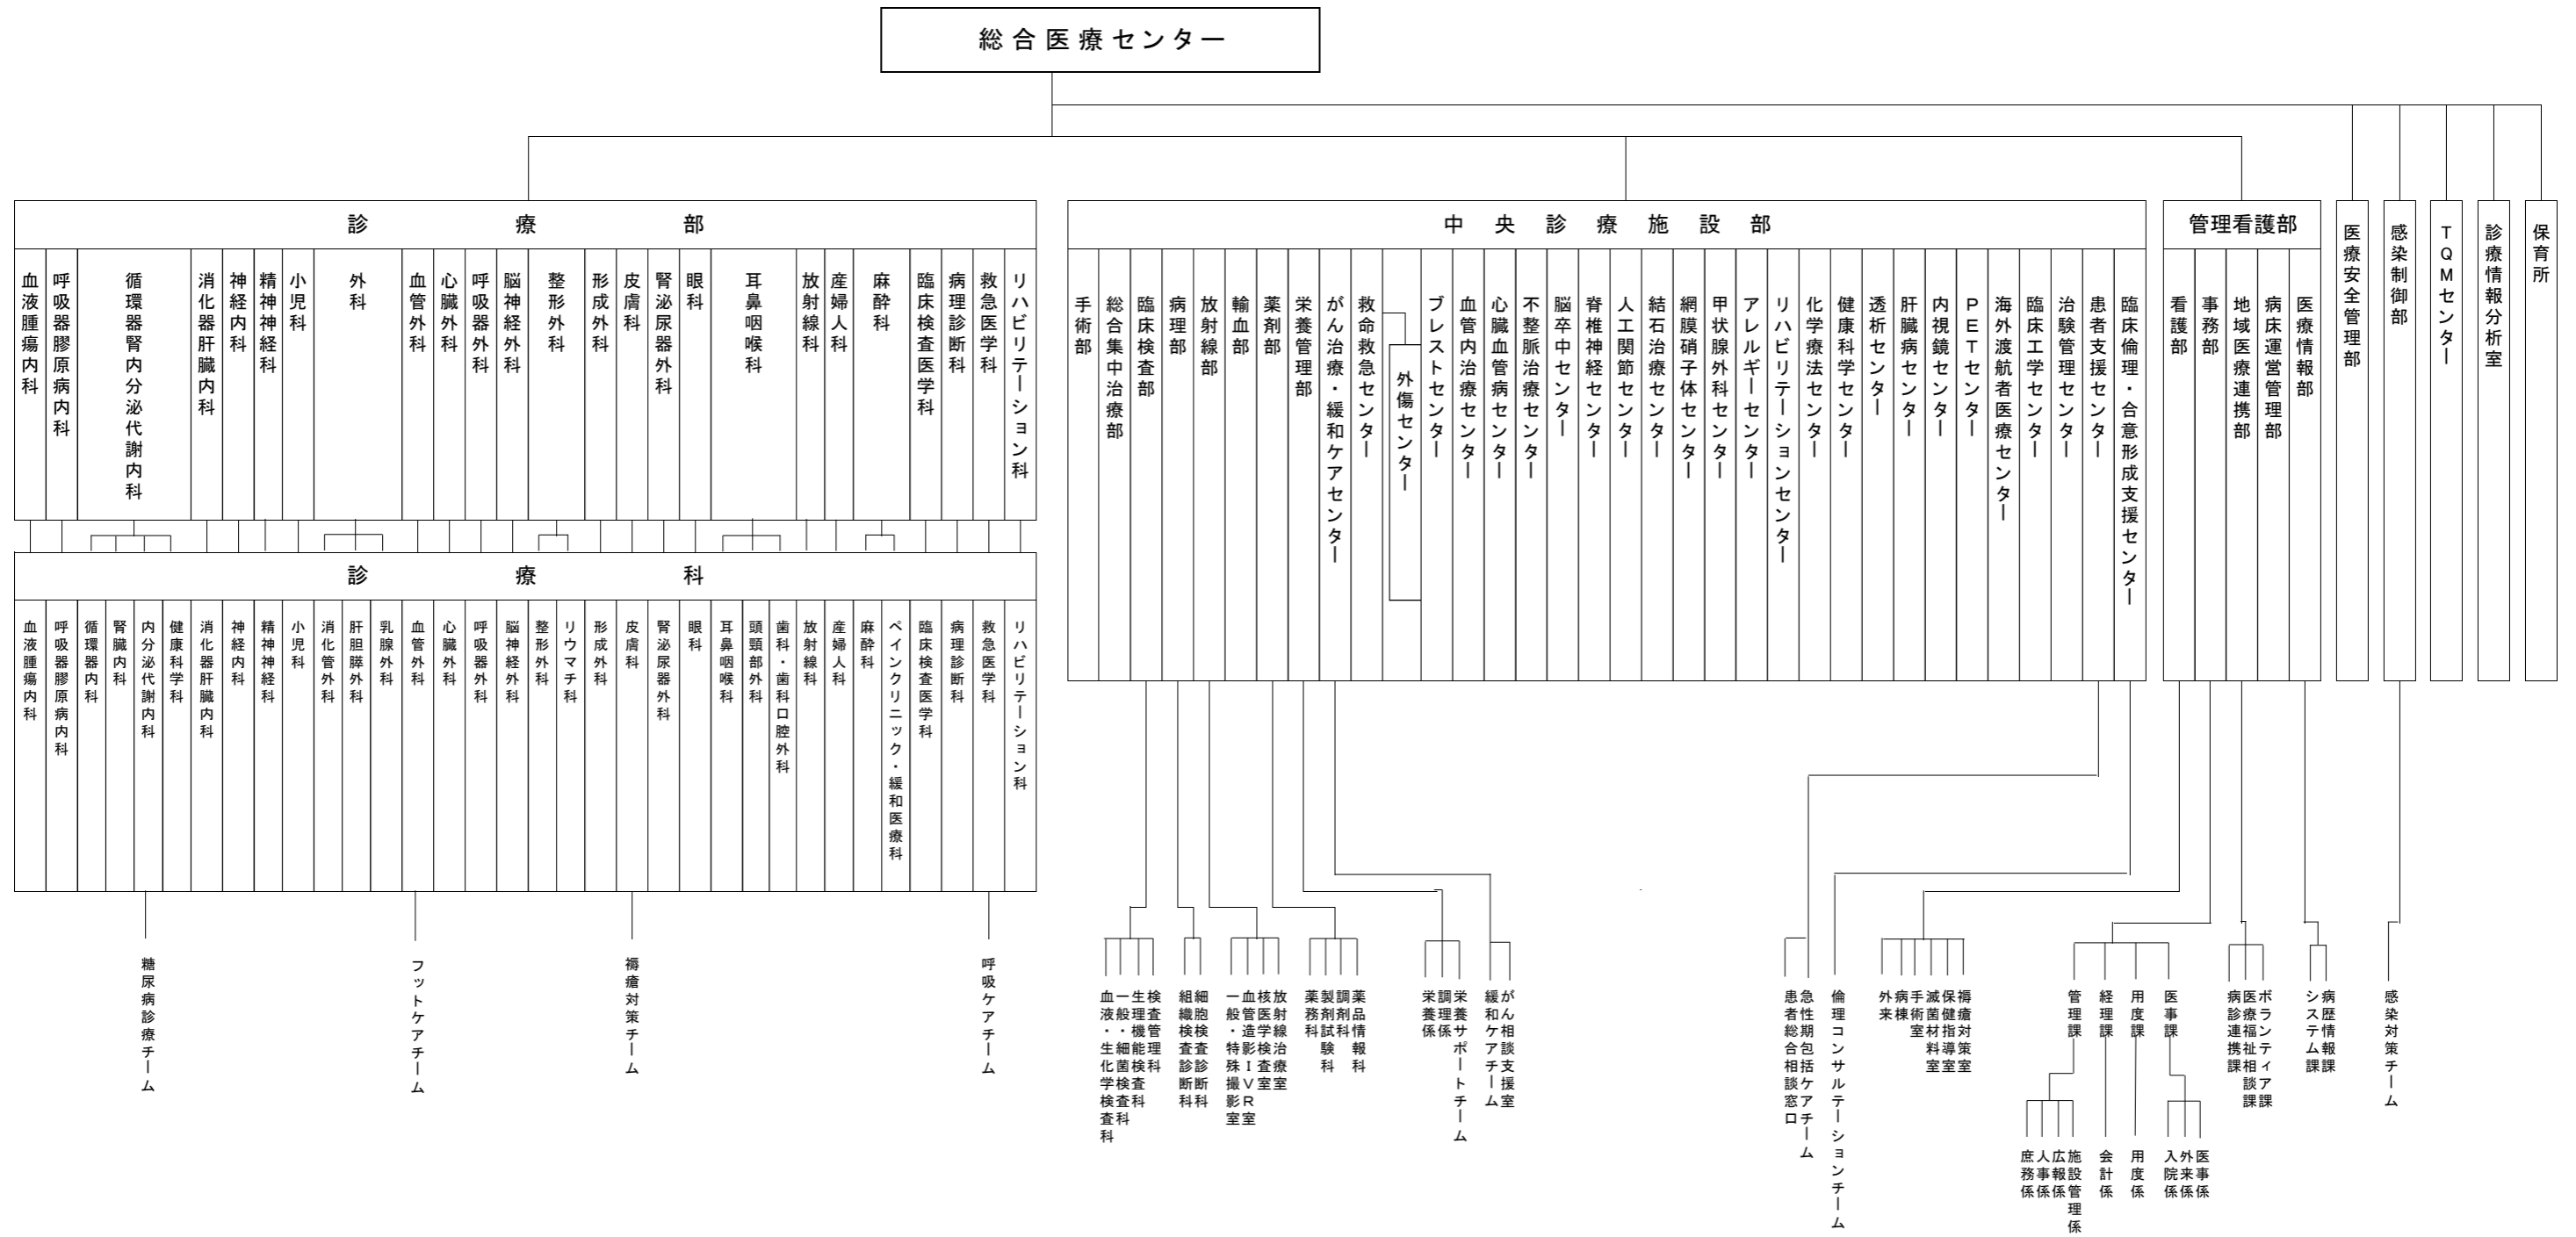 総合医療センター
診療部
血液腫瘍内科
呼吸器膠原病内科
循環器腎内分泌代謝内科
消化器肝臓内科
神経内科
精神神経科
小児科
外科
血管外科
心臓外科
呼吸器外科
脳神経外科
整形外科
形成外科
皮膚科
腎泌尿器外科
眼科
耳鼻咽喉科
放射線科
産婦人科
麻酔科
臨床検査医学科
病理診断科
救急医学科
リハビリテーション科
診療科
血液腫瘍内科
呼吸器膠原病内科
循環器内科
腎臓内科
内分泌代謝内科
健康科学科
消化器肝臓内科
神経内科
精神神経科
小児科
消化管外科
肝胆膵外科
乳腺外科
血管外科
心臓外科
呼吸器外科
脳神経外科
整形外科
リウマチ科
形成外科
皮膚科
腎泌尿器外科
眼科
耳鼻咽喉科
頭頸部外科
歯科・歯科口腔外科
放射線科
産婦人科
麻酔科
ペインクリニック・緩和医療科
臨床検査医学科
病理診断科
救急医学科
リハビリテーション科
糖尿病診療チーム
フットケアチーム
褥瘡対策チーム
呼吸ケアチーム
中央診療施設部
手術部
総合集中治療部
臨床検査部
病理部
放射線部
輸血部
薬剤部
栄養管理部
がん治療・緩和ケアセンター
救命救急センター
外傷センター
ブレストセンター
血管内治療センター
心臓血管病センター
不整脈治療センター
脳卒中センター
脊椎神経センター
人工関節センター
結石治療センター
網膜硝子体センター
甲状腺外科センター
アレルギーセンター
リハビリテーションセンター
化学療法センター
健康科学センター
透析センター
肝臓病センター
内視鏡センター
PETセンター
海外渡航者医療センター
臨床工学センター
治験管理センター
患者支援センター
臨床倫理・合意形成支援センター
血液・生化学検査科
一般・細菌検査科
生理機能検査科
検査管理科
組織検査診断科
細胞検査診断科
一般・特殊撮影室
血管造影IVR室
核医学検査室
放射線治療室
薬務科
製剤試験科
調剤科
薬品情報科
栄養係
調理係
栄養サポートチーム
緩和ケアチーム
がん相談支援室
患者総合相談窓口
急性期包括ケアチーム
倫理コンサルテーションチーム
管理看護部
看護部
事務部
地域医療連携部
病床運営管理部
医療情報部
外来
病棟
手術室
滅菌材料室
保健指導室
褥瘡対策室
管理課
経理課
用度課
医事課
庶務係
人事係
広報係
施設管理係
会計係
用度係
入院係
外来係
医事係
病診連携課
医療福祉相談課
ボランティア課
システム課
病歴情報課
医療安全管理部
感染制御部
TQMセンター
診療情報分析室
保育所
感染対策チーム